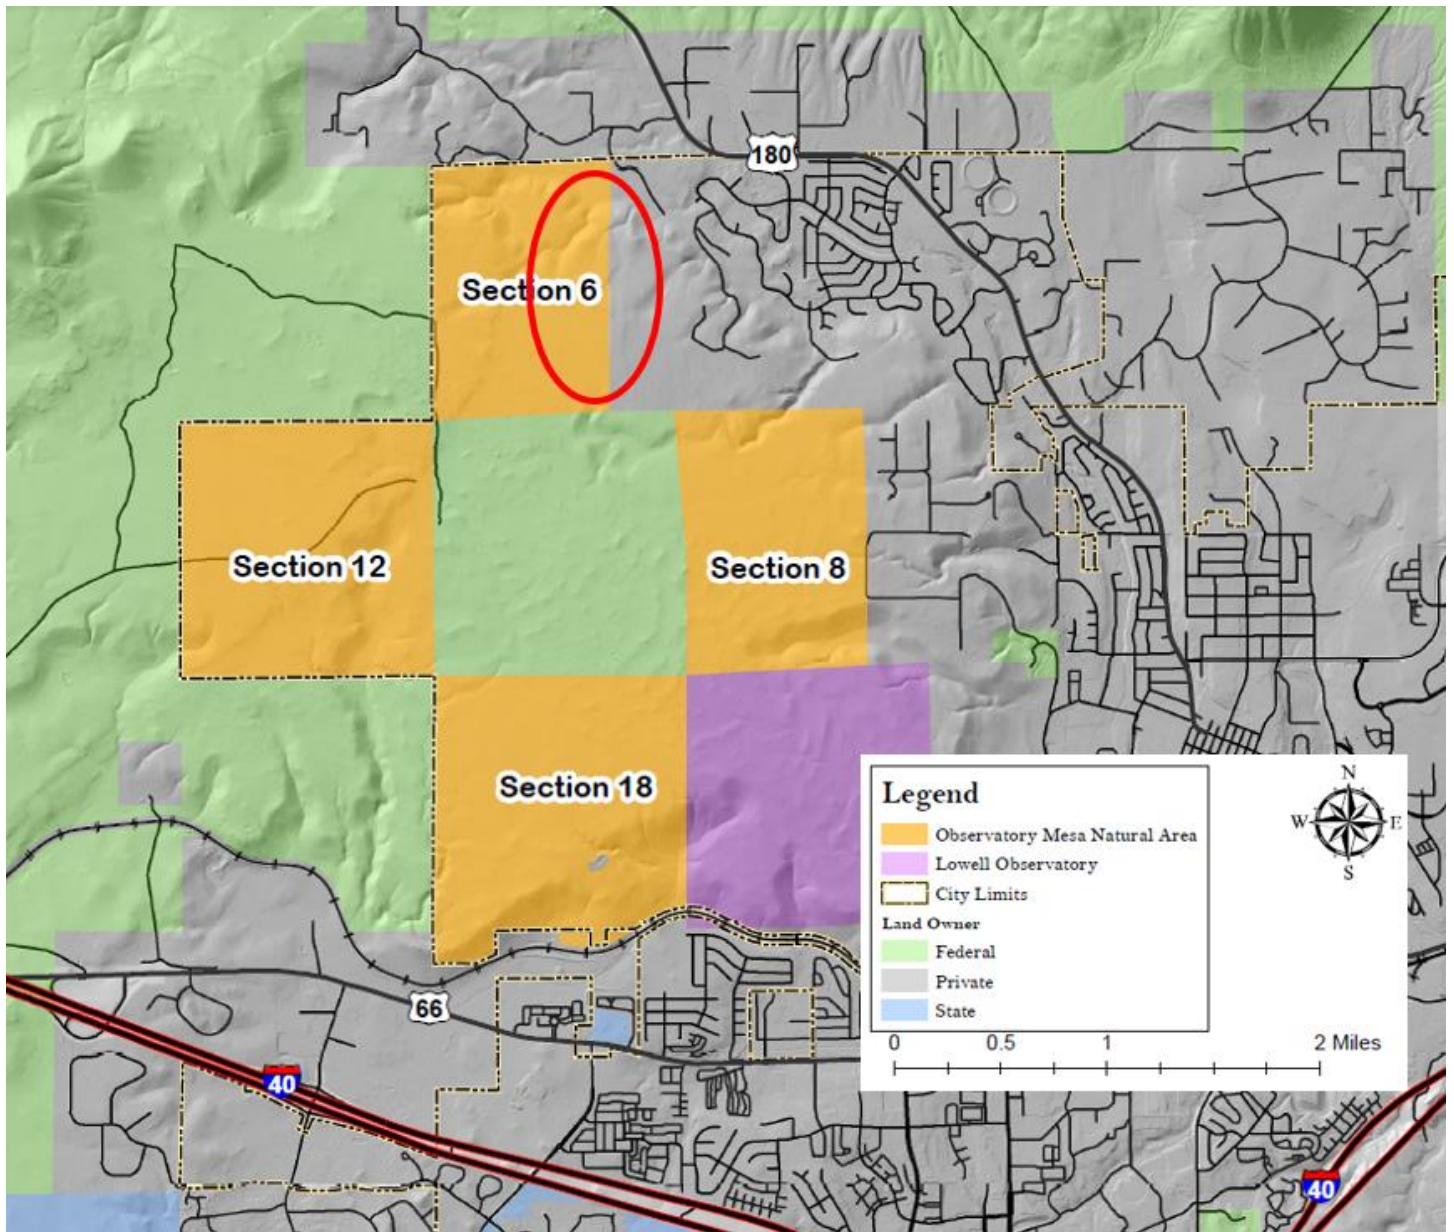 180
Section 6
Section 12
Section 8
Section 18
66
40
40
Legend
Observatory Mesa Natural Area
Lowell Observatory
City Limits
Land Owner
Federal
Private
State
N
W
E
S
0 0.5 1 2 Miles